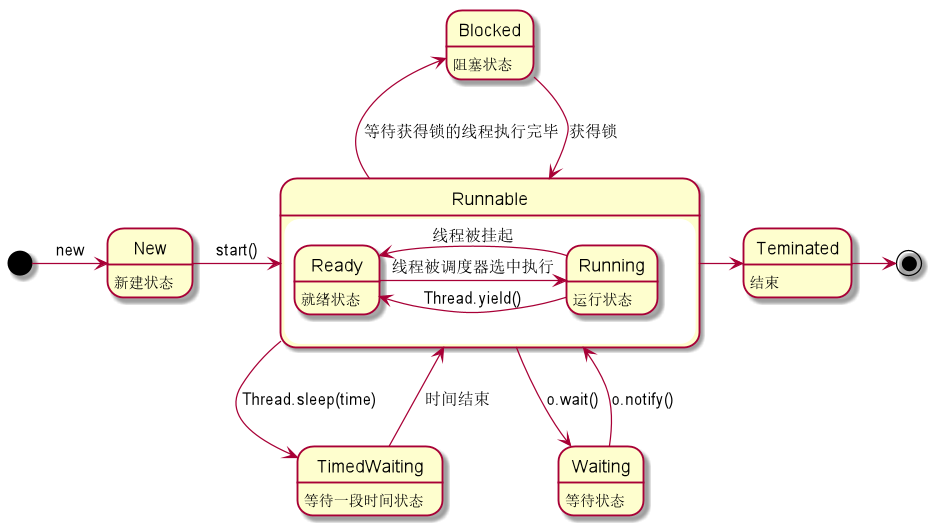 Blocked
阻塞状态
等待获得锁的线程执行完毕
获得锁
Runnable
new
New
新建状态
start()
线程被挂起
Ready
就绪状态
线程被调度器选中执行
Thread.yield()
Running
运行状态
Teminated
结束
Thread.sleep(time)
时间结束
o.wait()
o.notify()
TimedWaiting
等待一段时间状态
Waiting
等待状态